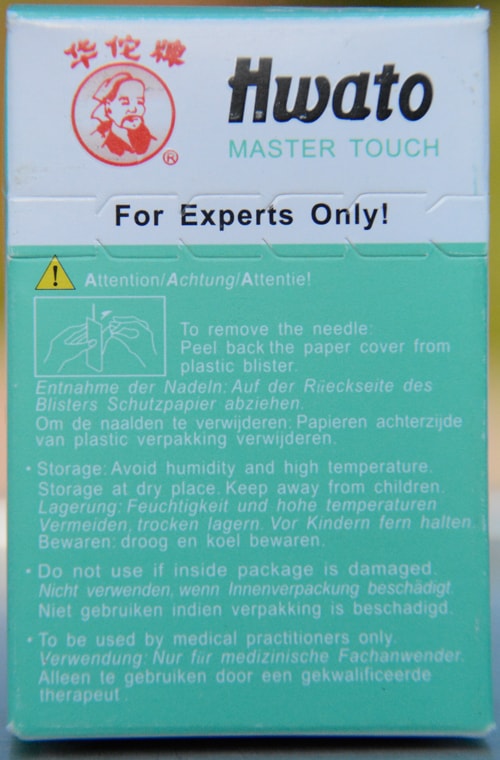 华佗牌
®
Hwato
MASTER TOUCH
For Experts Only!
! Attention/Achtung/Attentie!
To remove the needle:
Peel back the paper cover from
plastic blister.
Entnahme der Nadeln: Auf der Rüeckseite des
Blisters Schutzpapier abziehen.
Om de naalden te verwijderen: Papieren achterzijde
van plastic verpakking verwijderen.
• Storage: Avoid humidity and high temperature.
Storage at dry place. Keep away from children.
Lagerung: Feuchtigkeit und hohe temperaturen
Vermeiden, trocken lagern. Vor Kindern fern halten.
Bewaren: droog en koel bewaren.
• Do not use if inside package is damaged.
Nicht verwenden, wenn Innenverpackung beschädigt.
Niet gebruiken indien verpakking is beschadigd.
• To be used by medical practitioners only.
Verwendung: Nur für medizinische Fachanwender.
Alleen te gebruiken door een gekwalificeerde
therapeut.